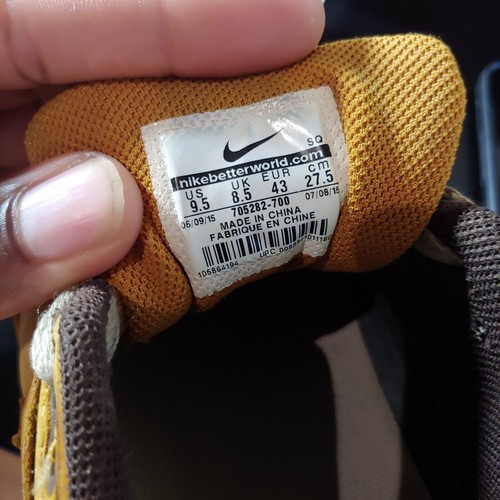 SQ
nikebetterworld.com
US UK EUR cm
9.5 8.5 43 27.5
06/09/15 705282-700 07/08/15
MADE IN CHINA
FABRIQUE EN CHINE
UPC